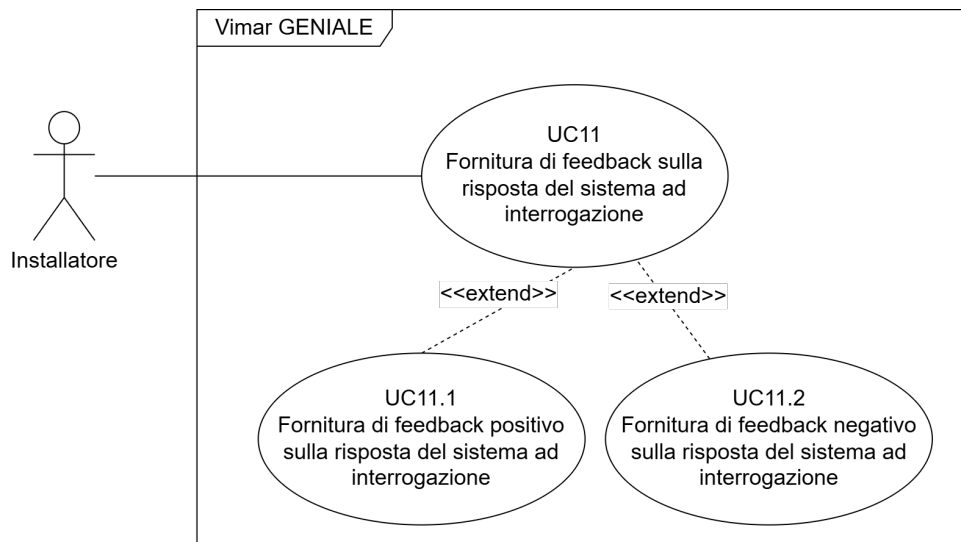 Vimar GENIALE
UC11
Fornitura di feedback sulla
risposta del sistema ad
interrogazione
Installatore
<<extend>>
<<extend>>
UC11.1
Fornitura di feedback positivo
sulla risposta del sistema ad
interrogazione
UC11.2
Fornitura di feedback negativo
sulla risposta del sistema ad
interrogazione